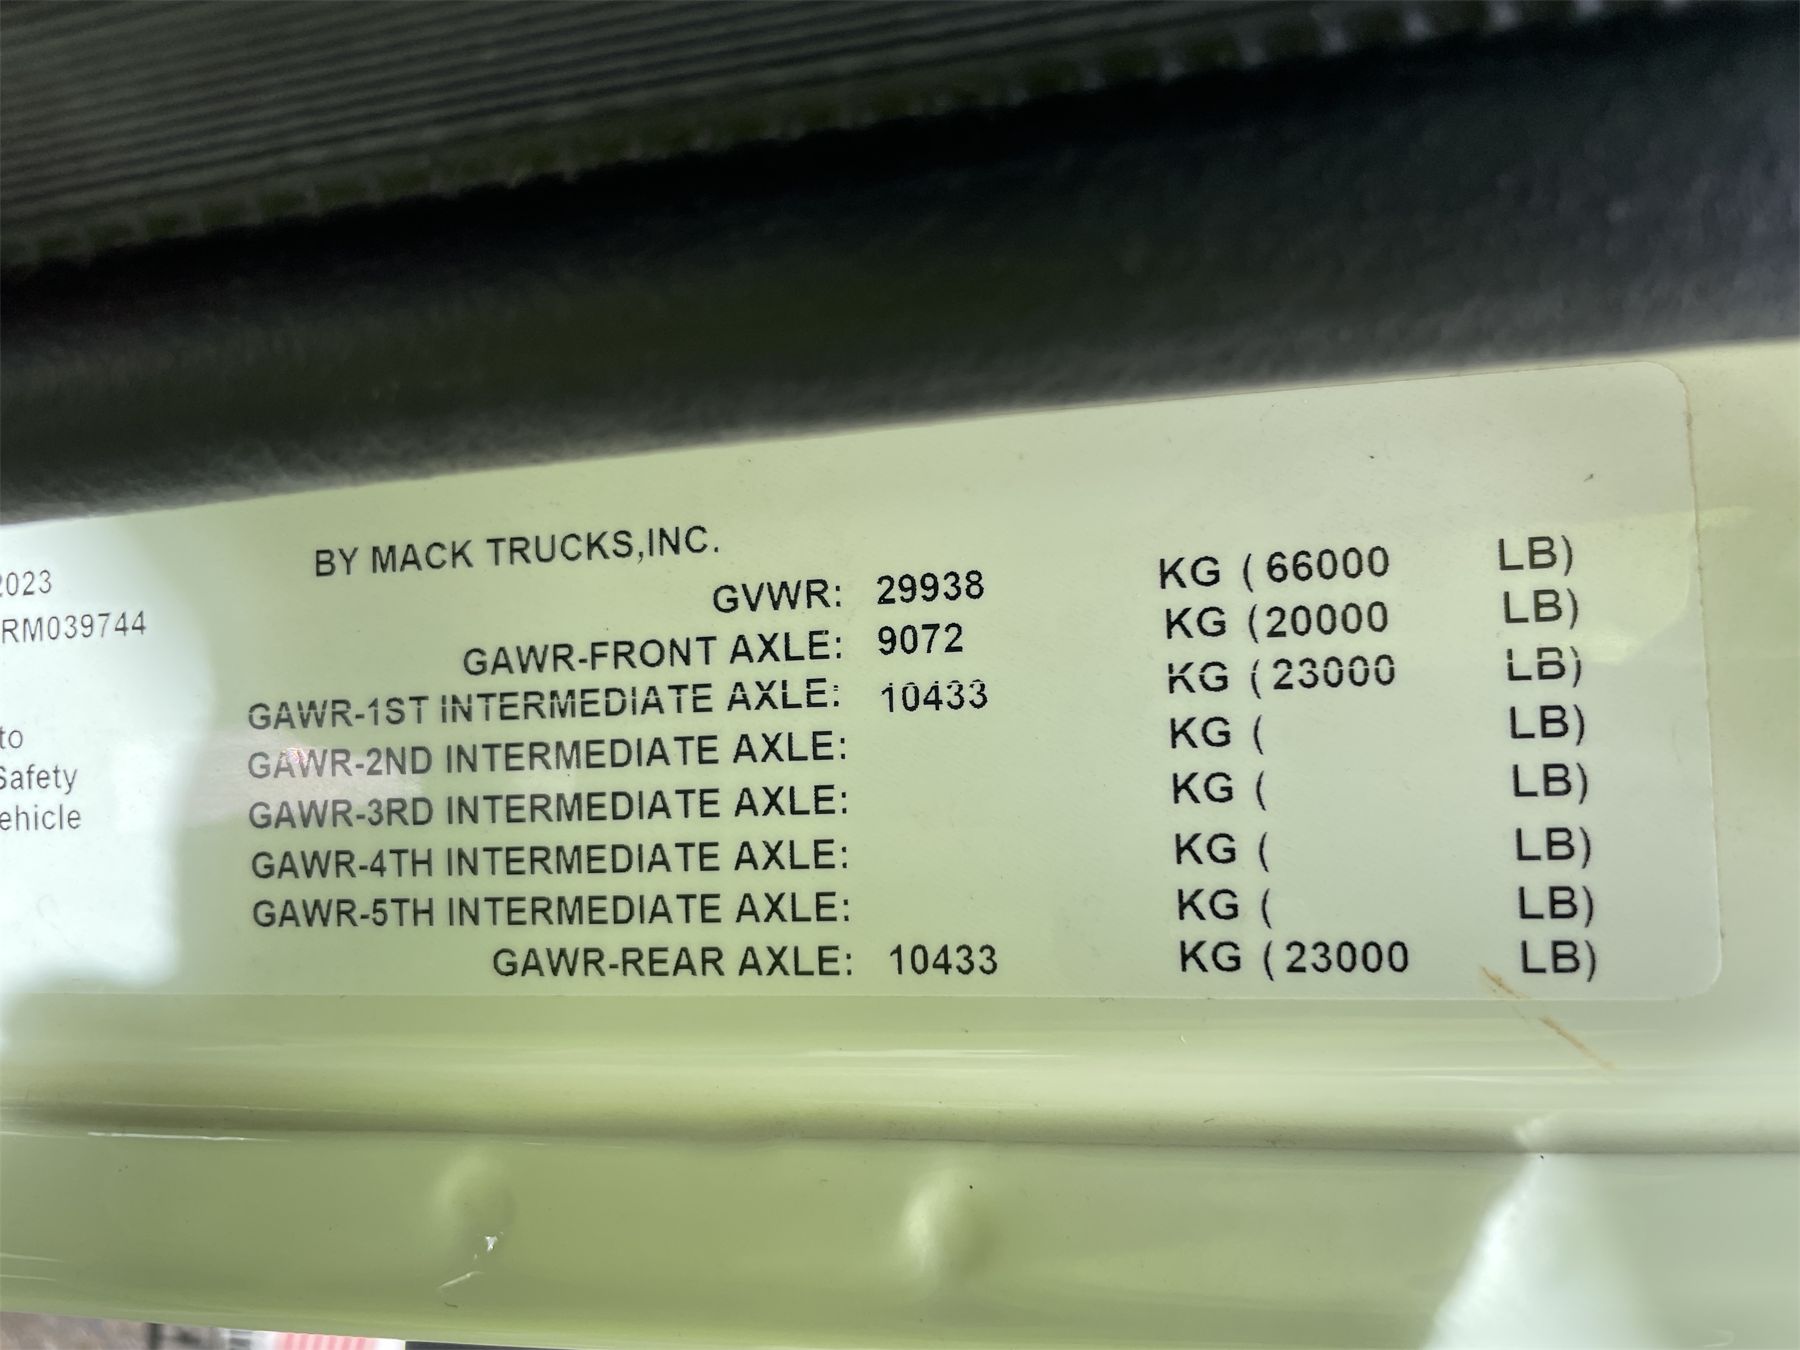 BY MACK TRUCKS,INC.
2023
GVWR: 29938 KG (66000 LB)
RM039744
GAWR-FRONT AXLE: 9072 KG (20000 LB)
GAWR-1ST INTERMEDIATE AXLE: 10433 KG (23000 LB)
to
GAWR-2ND INTERMEDIATE AXLE: KG ( LB)
Safety
GAWR-3RD INTERMEDIATE AXLE: KG ( LB)
ehicle
GAWR-4TH INTERMEDIATE AXLE: KG ( LB)
GAWR-5TH INTERMEDIATE AXLE: KG ( LB)
GAWR-REAR AXLE: 10433 KG (23000 LB)